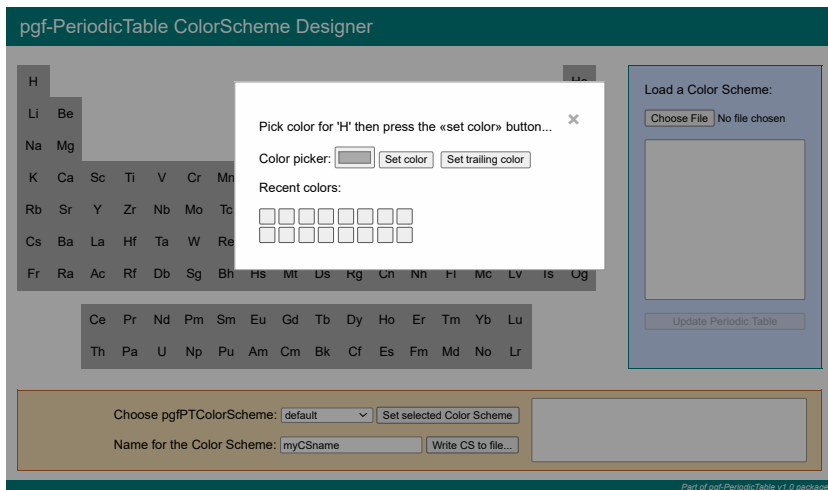 pgf-PeriodicTable ColorScheme Designer
H He
Li Be
Na Mg
K Ca Sc Ti V Cr Mn
Rb Sr Y Zr Nb Mo Tc
Cs Ba La Hf Ta W Re
Fr Ra Ac Rf Db Sg Bh Hs Mt Ds Rg Cn Nh Fl Mc Lv Ts Og
Ce Pr Nd Pm Sm Eu Gd Tb Dy Ho Er Tm Yb Lu
Th Pa U Np Pu Am Cm Bk Cf Es Fm Md No Lr
Pick color for 'H' then press the «set color» button... ×
Color picker: Set color Set trailing color
Recent colors:
Load a Color Scheme:
Choose File No file chosen
Update Periodic Table
Choose pgfPTColorScheme: default Set selected Color Scheme
Name for the Color Scheme: myCSname Write CS to file...
Part of pgf-PeriodicTable v1.0 package